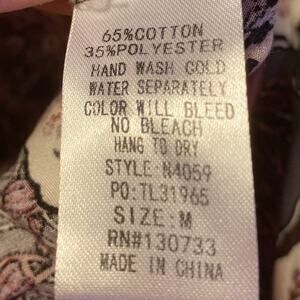 65%COTTON
35%POLYESTER
HAND WASH COLD
WATER SEPARATELY
COLOR WILL BLEED
NO BLEACH
HANG TO DRY
STYLE: N4059
PO:TL31965
SIZE:M
RN#130733
MADE IN CHINA